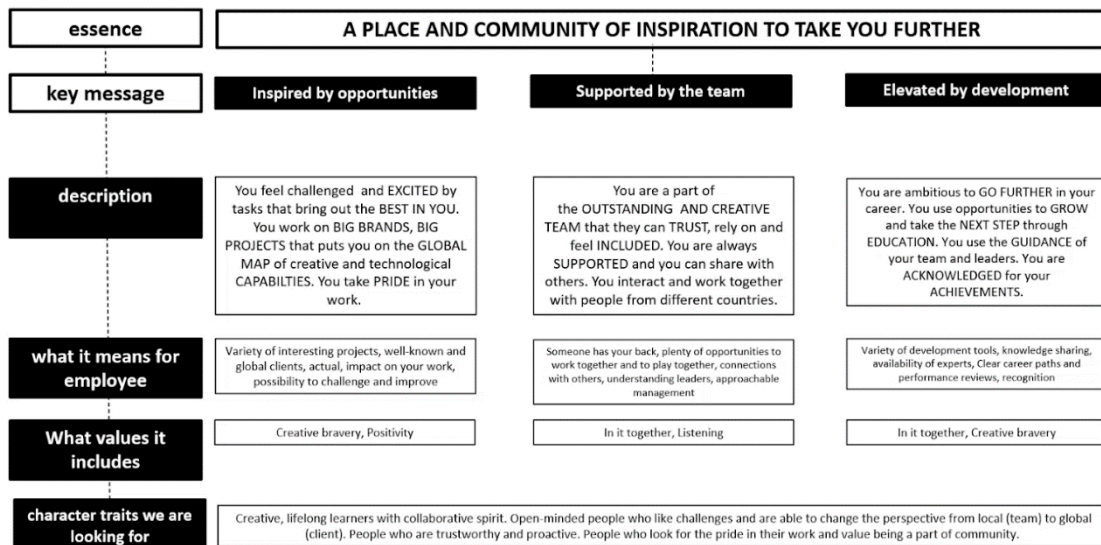 essence
A PLACE AND COMMUNITY OF INSPIRATION TO TAKE YOU FURTHER
key message
Inspired by opportunities
Supported by the team
Elevated by development
description
You feel challenged and EXCITED by
tasks that bring out the BEST IN YOU.
You work on BIG BRANDS, BIG
PROJECTS that puts you on the GLOBAL
MAP of creative and technological
CAPABILTIES. You take PRIDE in your
work.
You are a part of
the OUTSTANDING AND CREATIVE
TEAM that they can TRUST, rely on and
feel INCLUDED. You are always
SUPPORTED and you can share with
others. You interact and work together
with people from different countries.
You are ambitious to GO FURTHER in your
career. You use opportunities to GROW
and take the NEXT STEP through
EDUCATION. You use the GUIDANCE of
your team and leaders. You are
ACKNOWLEDGED for your
ACHIEVEMENTS.
what it means for
employee
Variety of interesting projects, well-known and
global clients, actual, impact on your work,
possibility to challenge and improve
Someone has your back, plenty of opportunities to
work together and to play together, connections
with others, understanding leaders, approachable
management
Variety of development tools, knowledge sharing,
availability of experts, Clear career paths and
performance reviews, recognition
What values it
includes
Creative bravery, Positivity
In it together, Listening
In it together, Creative bravery
character traits we are
looking for
Creative, lifelong learners with collaborative spirit. Open-minded people who like challenges and are able to change the perspective from local (team) to global
(client). People who are trustworthy and proactive. People who look for the pride in their work and value being a part of community.